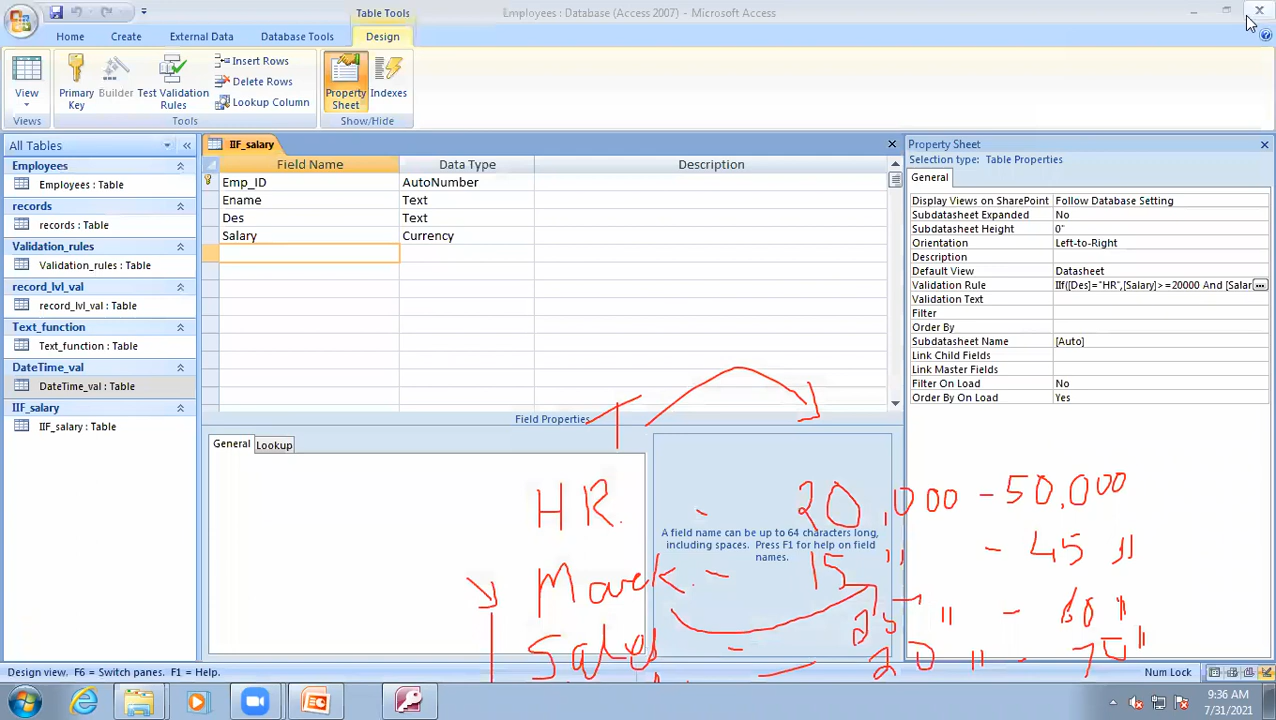 Table Tools
Employees : Database (Access 2007) - Microsoft Access
Home
Create
External Data
Database Tools
Design
View
Primary Key
Builder
Test Validation Rules
Insert Rows
Delete Rows
Lookup Column
Property Sheet
Indexes
Views
Tools
Show/Hide
All Tables
«
Employees
Employees : Table
records
records : Table
Validation_rules
Validation_rules : Table
record_lvl_val
record_lvl_val : Table
Text_function
Text_function : Table
DateTime_val
DateTime_val : Table
IIF_salary
IIF_salary : Table
IIF_salary
Field Name Data Type Description
Emp_ID AutoNumber
Ename Text
Des Text
Salary Currency
Field Properties
General Lookup
A field name can be up to 64 characters long, including spaces. Press F1 for help on field names.
Property Sheet
Selection type: Table Properties
General
Display Views on SharePoint Follow Database Setting
Subdatasheet Expanded No
Subdatasheet Height 0"
Orientation Left-to-Right
Description
Default View Datasheet
Validation Rule IIf([Des]="HR",[Salary]>=20000 And [Salar
Validation Text
Filter
Order By
Subdatasheet Name [Auto]
Link Child Fields
Link Master Fields
Filter On Load No
Order By On Load Yes
HR. - 20,000 - 50,000
Mark. - 15 " - 45 "
25 " - 60 "
Sales - 20 " - 70 "
Design view. F6 = Switch panes. F1 = Help.
Num Lock
9:36 AM
7/31/2021